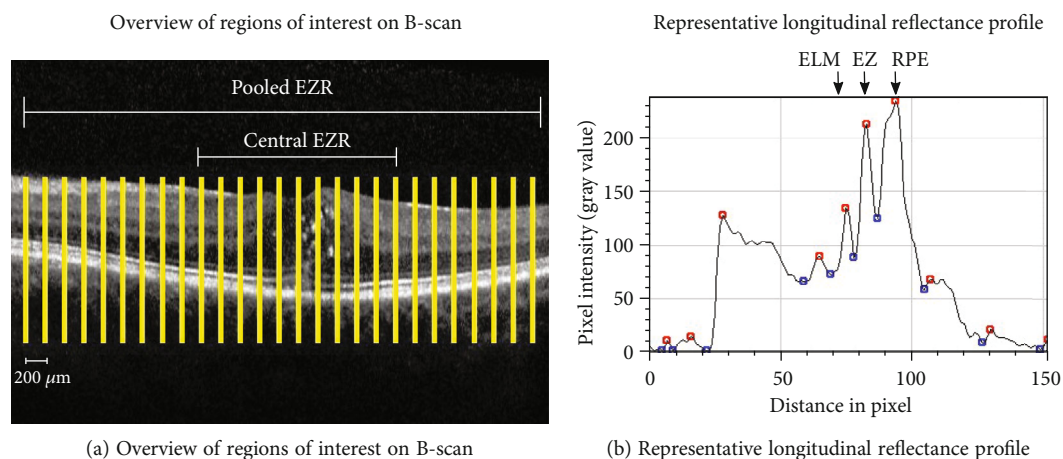 Overview of regions of interest on B-scan
Pooled EZR
Central EZR
200 μm
(a) Overview of regions of interest on B-scan
Representative longitudinal reflectance profile
ELM EZ RPE
Pixel intensity (gray value)
200
150
100
50
0
0 50 100 150
Distance in pixel
(b) Representative longitudinal reflectance profile